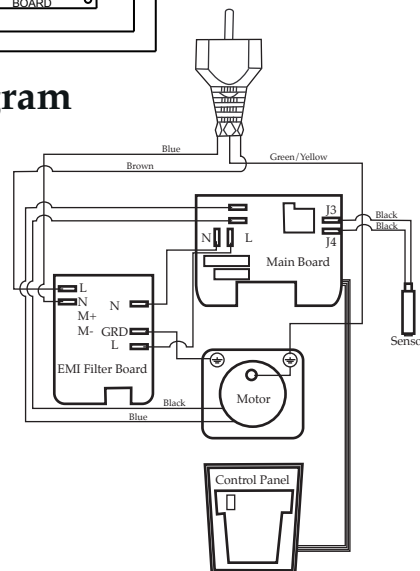 BOARD
gram
Blue
Brown
Green/Yellow
J3
Black
Black
J4
N L
Main Board
Senso
L
N N
M+
M- GRD
L
EMI Filter Board
Motor
Black
Blue
Control Panel